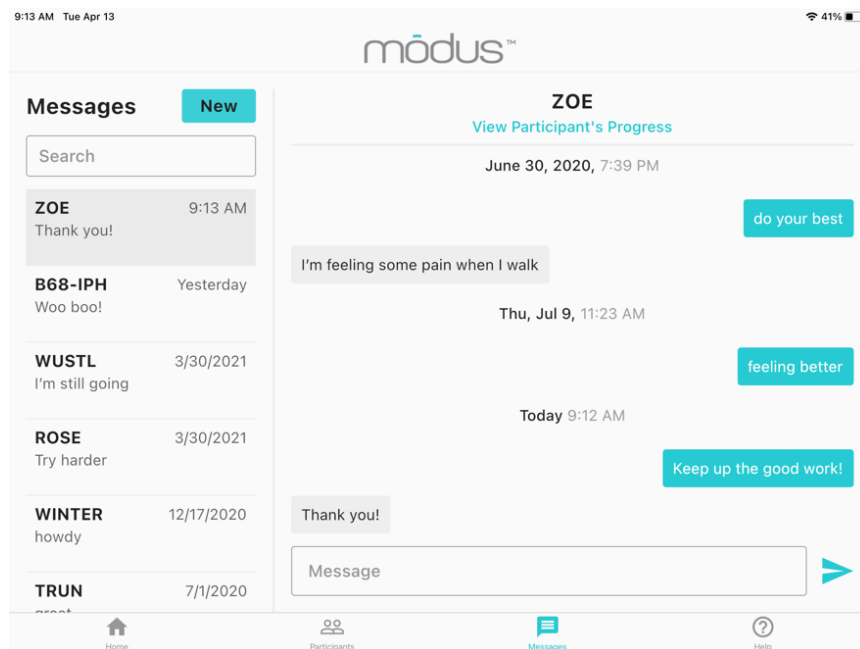 9:13 AM Tue Apr 13
41%
mōdus™
Messages
New
Search
ZOE 9:13 AM
Thank you!
B68-IPH Yesterday
Woo boo!
WUSTL 3/30/2021
I'm still going
ROSE 3/30/2021
Try harder
WINTER 12/17/2020
howdy
TRUN 7/1/2020
great
ZOE
View Participant's Progress
June 30, 2020, 7:39 PM
do your best
I'm feeling some pain when I walk
Thu, Jul 9, 11:23 AM
feeling better
Today 9:12 AM
Keep up the good work!
Thank you!
Message
Home Participants Messages Help